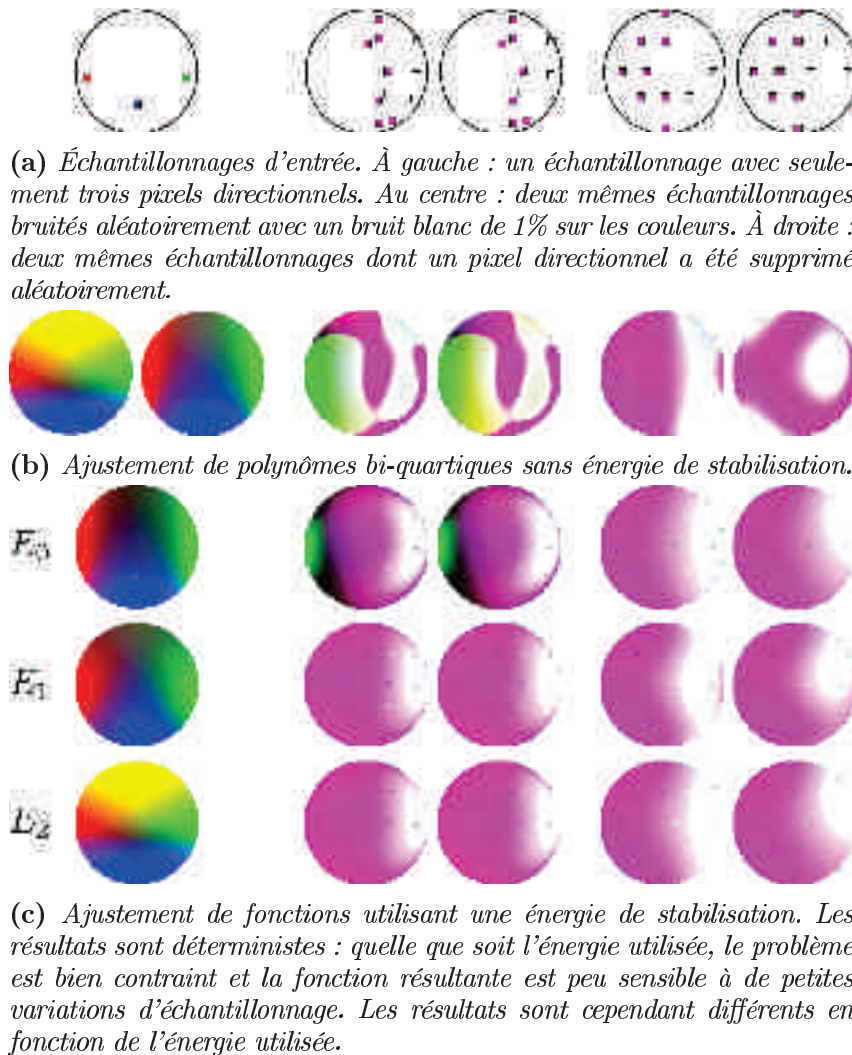 (a) Échantillonnages d'entrée. À gauche : un échantillonnage avec seule-
ment trois pixels directionnels. Au centre : deux mêmes échantillonnages
bruités aléatoirement avec un bruit blanc de 1% sur les couleurs. À droite :
deux mêmes échantillonnages dont un pixel directionnel a été supprimé
aléatoirement.
(b) Ajustement de polynômes bi-quartiques sans énergie de stabilisation.
(c) Ajustement de fonctions utilisant une énergie de stabilisation. Les
résultats sont déterministes : quelle que soit l'énergie utilisée, le problème
est bien contraint et la fonction résultante est peu sensible à de petites
variations d'échantillonnage. Les résultats sont cependant différents en
fonction de l'énergie utilisée.